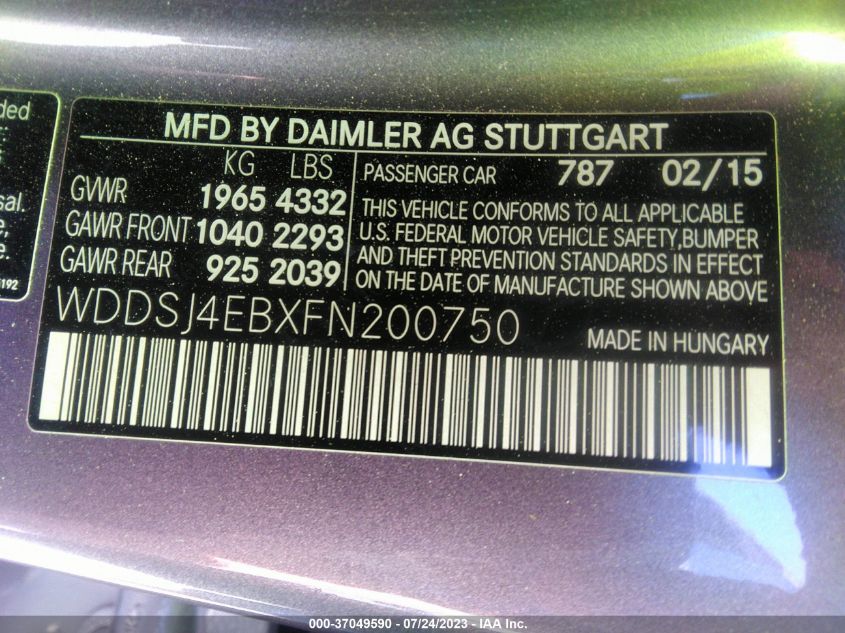 ded
sal.
e,
e.
1192
MFD BY DAIMLER AG STUTTGART
KG LBS
GVWR 1965 4332
GAWR FRONT 1040 2293
GAWR REAR 925 2039
PASSENGER CAR 787 02/15
THIS VEHICLE CONFORMS TO ALL APPLICABLE
U.S. FEDERAL MOTOR VEHICLE SAFETY, BUMPER
AND THEFT PREVENTION STANDARDS IN EFFECT
ON THE DATE OF MANUFACTURE SHOWN ABOVE
WDDSJ4EBXFN200750
MADE IN HUNGARY
000-37049590 - 07/24/2023 - IAA Inc.